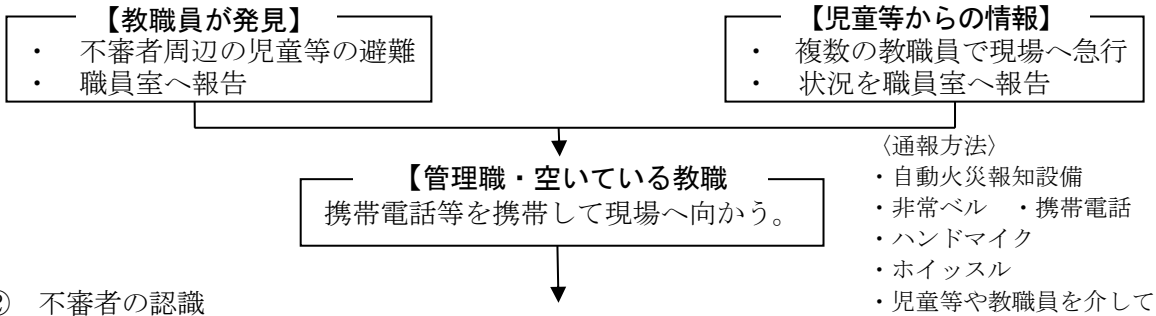 【教職員が発見】
・ 不審者周辺の児童等の避難
・ 職員室へ報告
【児童等からの情報】
・ 複数の教職員で現場へ急行
・ 状況を職員室へ報告
【管理職・空いている教職
携帯電話等を携帯して現場へ向かう。
〈通報方法〉
・自動火災報知設備
・非常ベル ・携帯電話
・ハンドマイク
・ホイッスル
・児童等や教職員を介して
② 不審者の認識